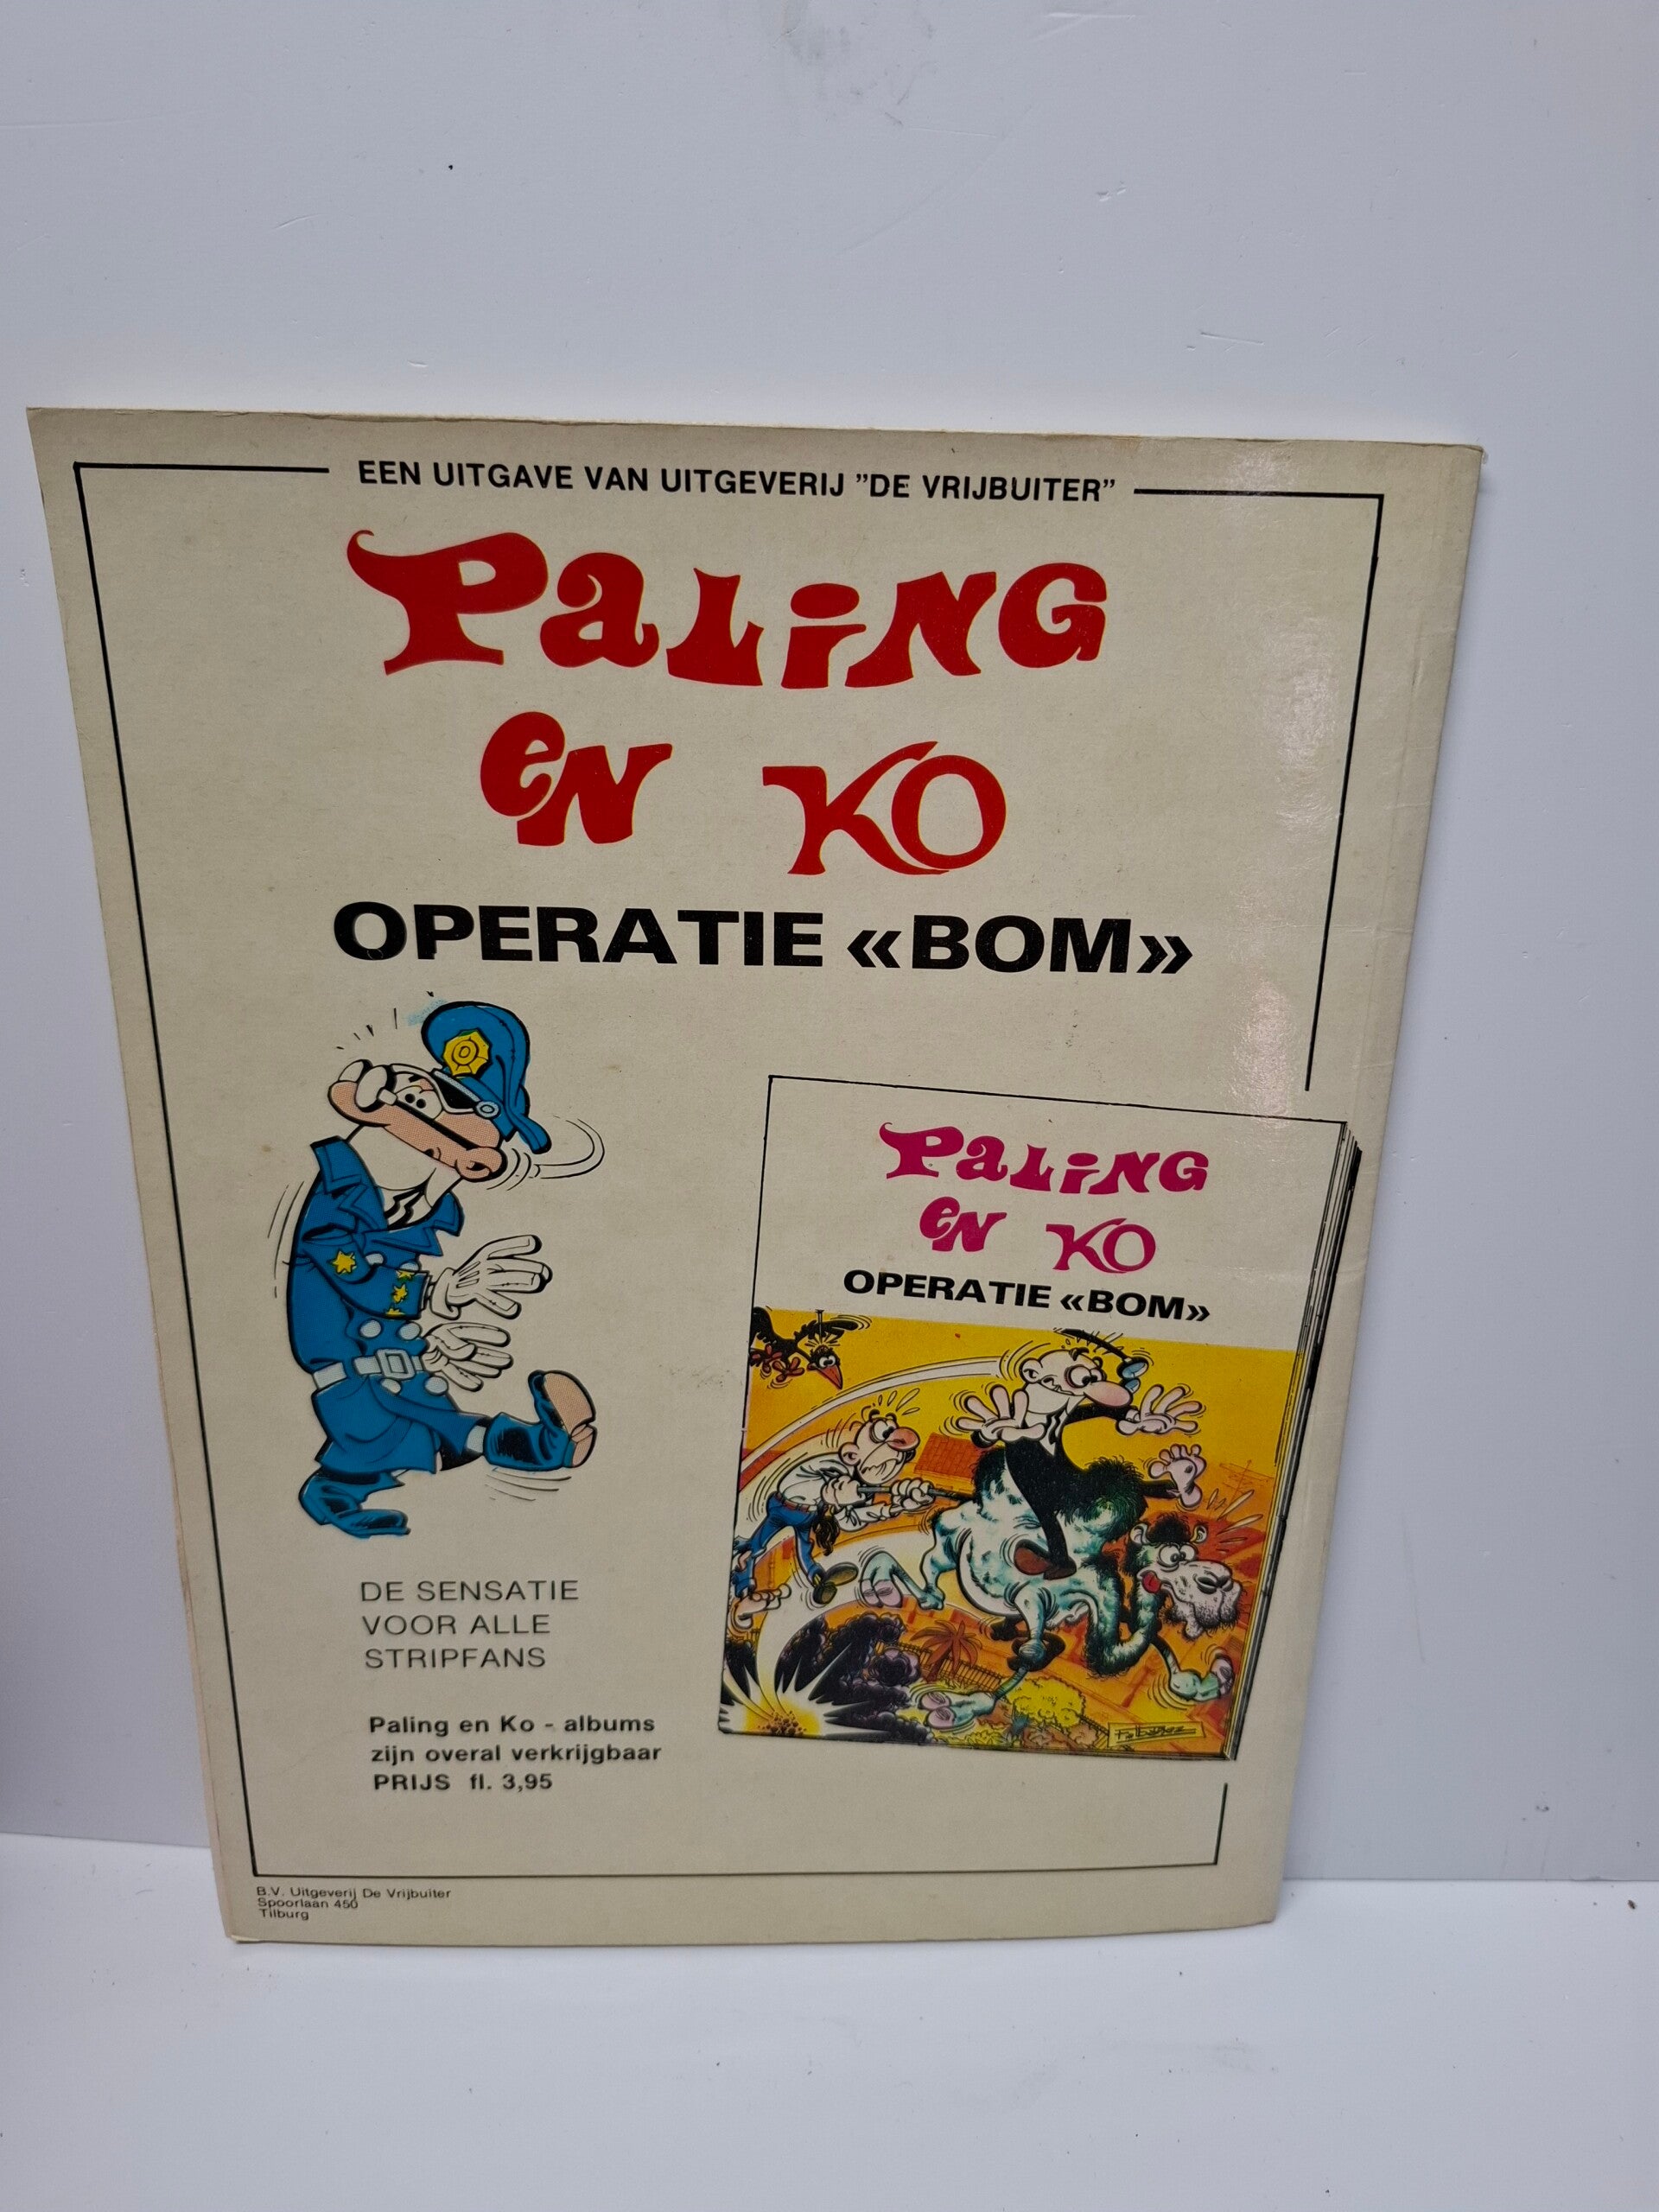 EEN UITGAVE VAN UITGEVERIJ ”DE VRIJBUITER”
PALING
EN KO
OPERATIE «BOM»
PALING
EN KO
OPERATIE «BOM»
DE SENSATIE
VOOR ALLE
STRIPFANS
Paling en Ko - albums
zijn overal verkrijgbaar
PRIJS fl. 3,95
B.V. Uitgeverij De Vrijbuiter
Spoorlaan 450
Tilburg